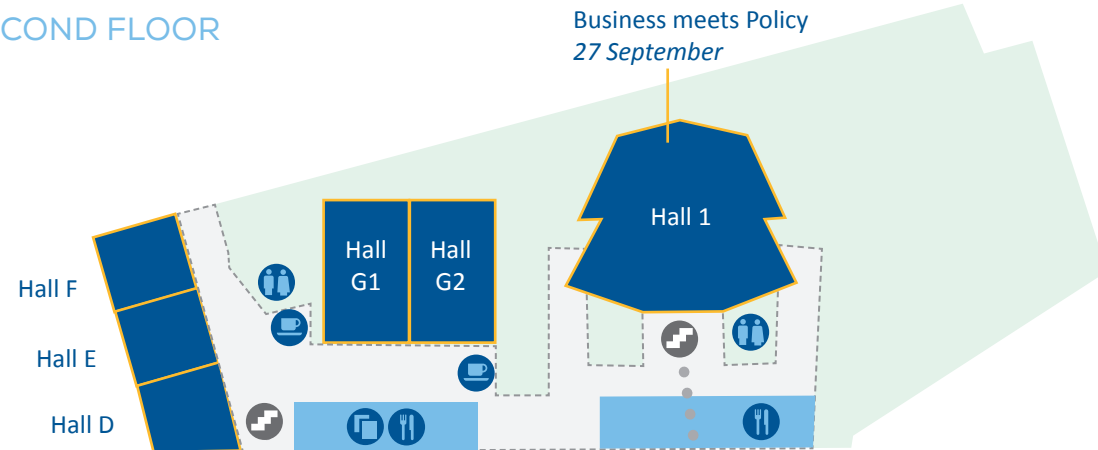 COND FLOOR
Business meets Policy
27 September
Hall 1
Hall
G1
Hall
G2
Hall F
Hall E
Hall D